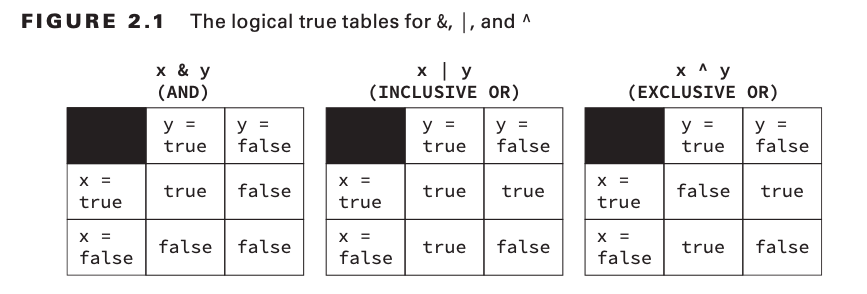 FIGURE 2.1 The logical true tables for &, |, and ^
x & y
(AND)
y = true y = false
x = true true false
x = false false false
x | y
(INCLUSIVE OR)
y = true y = false
x = true true true
x = false true false
x ^ y
(EXCLUSIVE OR)
y = true y = false
x = true false true
x = false true false